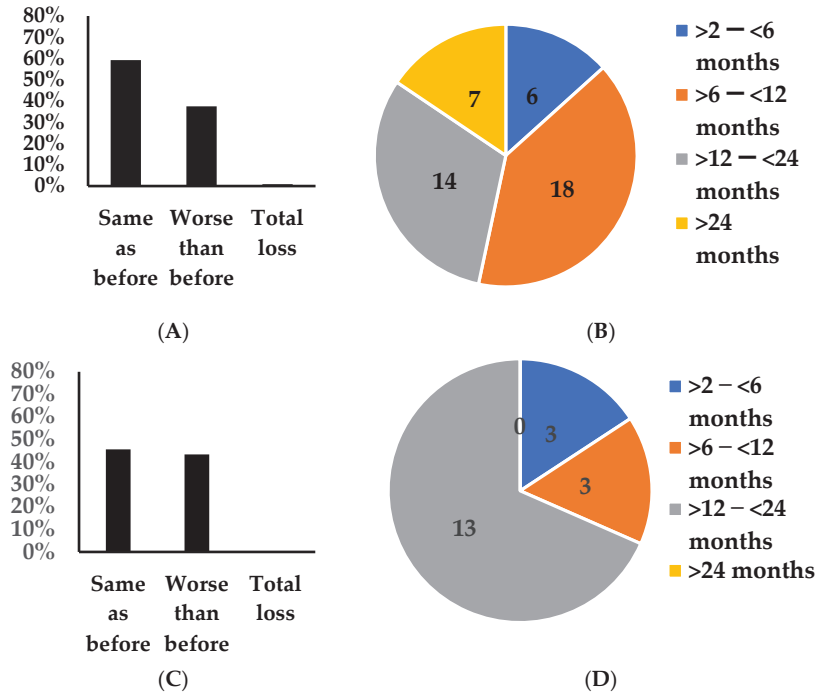 80%
70%
60%
50%
40%
30%
20%
10%
0%
Same
as
before
Worse
than
before
Total
loss
(A)
6
18
14
7
>2 – <6
months
>6 – <12
months
>12 – <24
months
>24
months
(B)
80%
70%
60%
50%
40%
30%
20%
10%
0%
Same
as
before
Worse
than
before
Total
loss
(C)
0
3
3
13
>2 – <6
months
>6 – <12
months
>12 – <24
months
>24 months
(D)